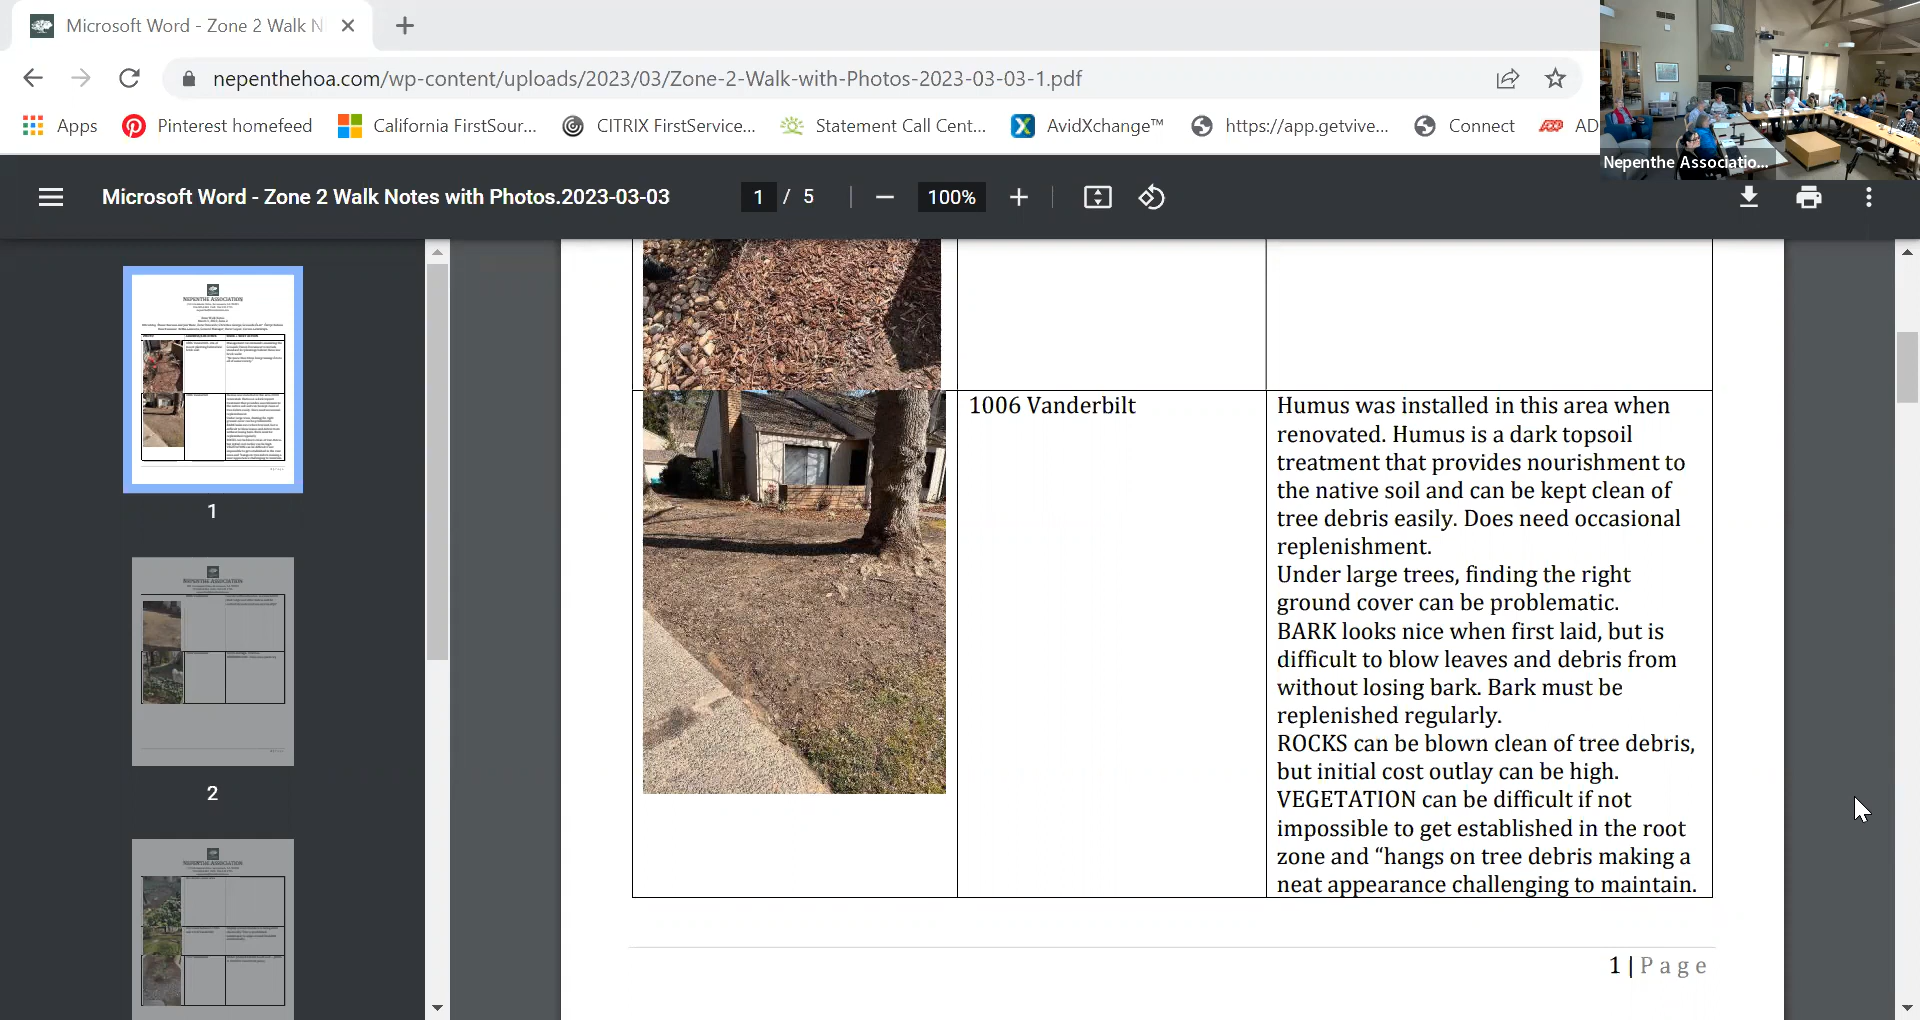 Microsoft Word - Zone 2 Walk N
nepenthehoa.com/wp-content/uploads/2023/03/Zone-2-Walk-with-Photos-2023-03-03-1.pdf
Apps Pinterest homefeed California FirstSour... CITRIX FirstService... Statement Call Cent... AvidXchange™ https://app.getvive... Connect ADP AD
Nepenthe Associatio...
Microsoft Word - Zone 2 Walk Notes with Photos.2023-03-03 1 / 5 100%
NEPENTHE ASSOCIATION
1
NEPENTHE ASSOCIATION
2
NEPENTHE ASSOCIATION
1006 Vanderbilt
Humus was installed in this area when
renovated. Humus is a dark topsoil
treatment that provides nourishment to
the native soil and can be kept clean of
tree debris easily. Does need occasional
replenishment.
Under large trees, finding the right
ground cover can be problematic.
BARK looks nice when first laid, but is
difficult to blow leaves and debris from
without losing bark. Bark must be
replenished regularly.
ROCKS can be blown clean of tree debris,
but initial cost outlay can be high.
VEGETATION can be difficult if not
impossible to get established in the root
zone and “hangs on tree debris making a
neat appearance challenging to maintain.
1 | Page